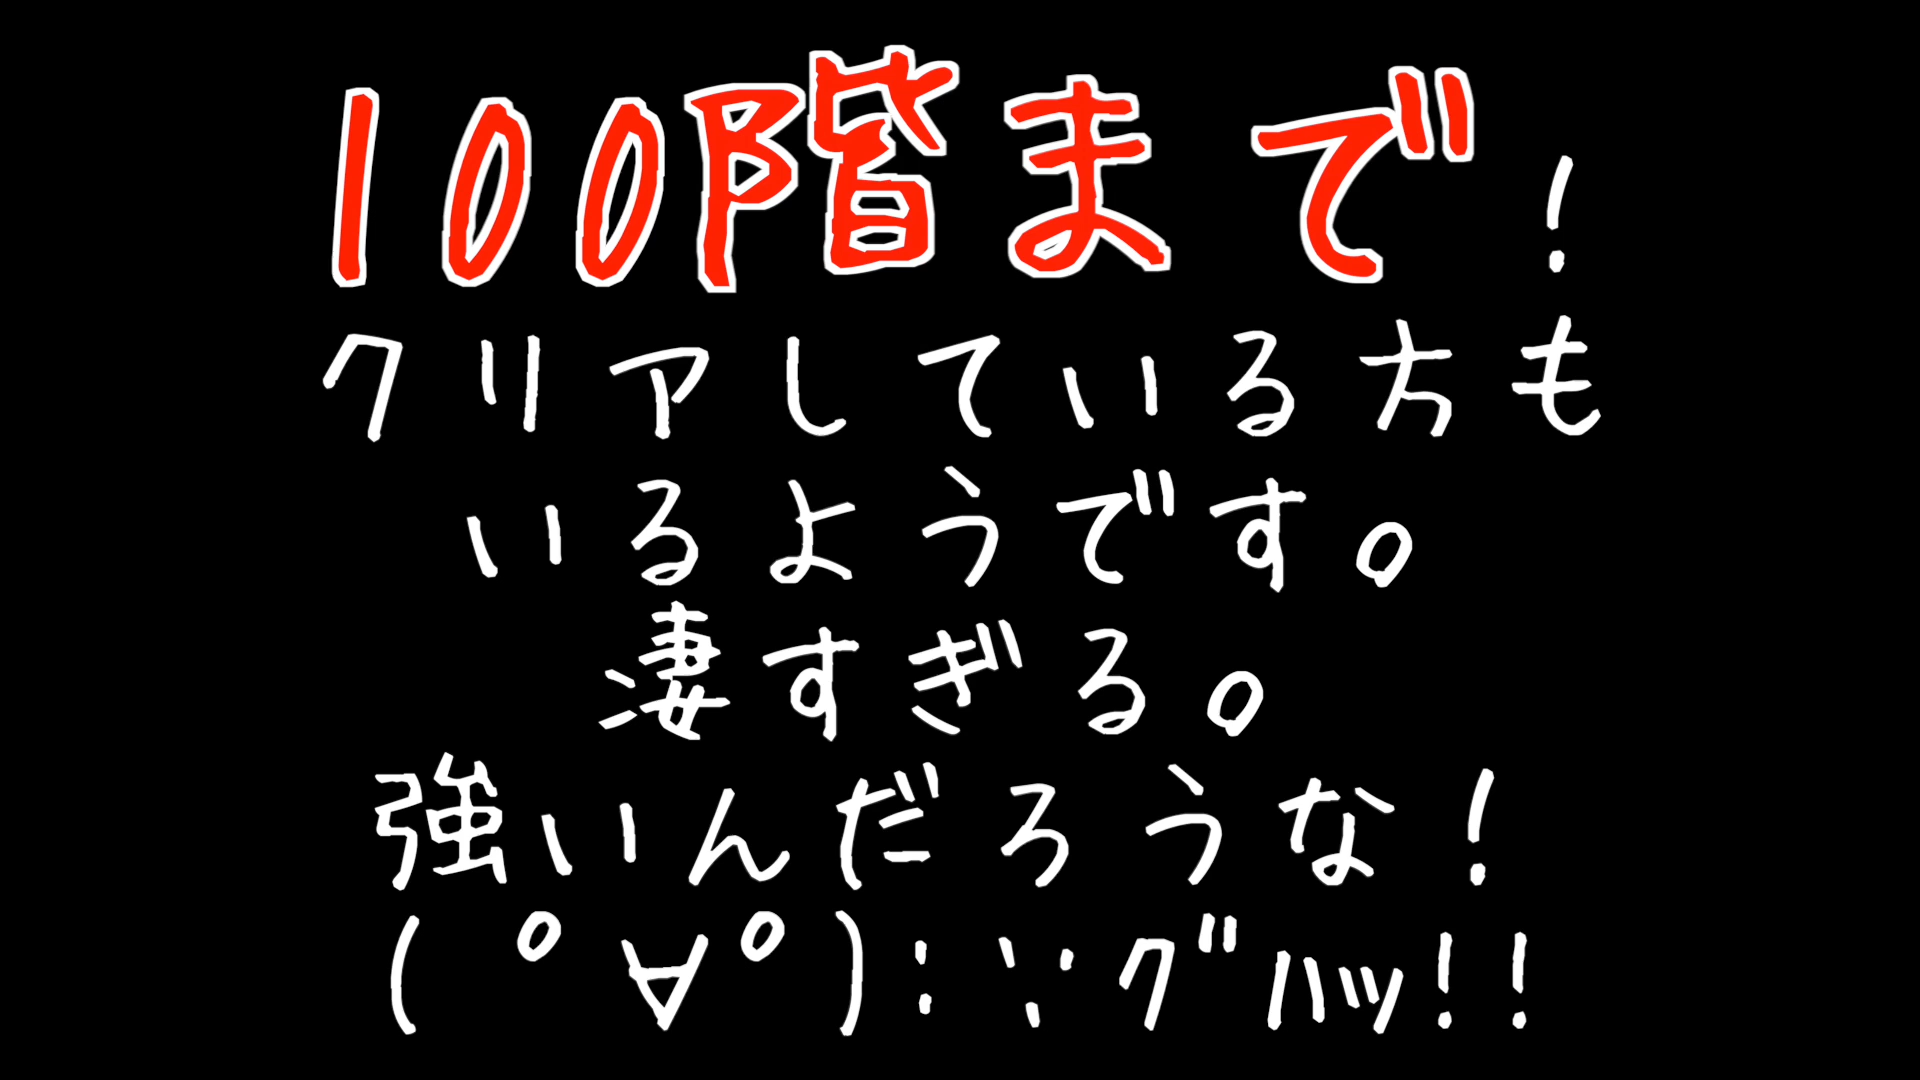 100階まで!
クリアしている方も
いるようです。
凄すぎる。
強いんだろうな!
( ﾟ∀ﾟ):∵グハッ!!